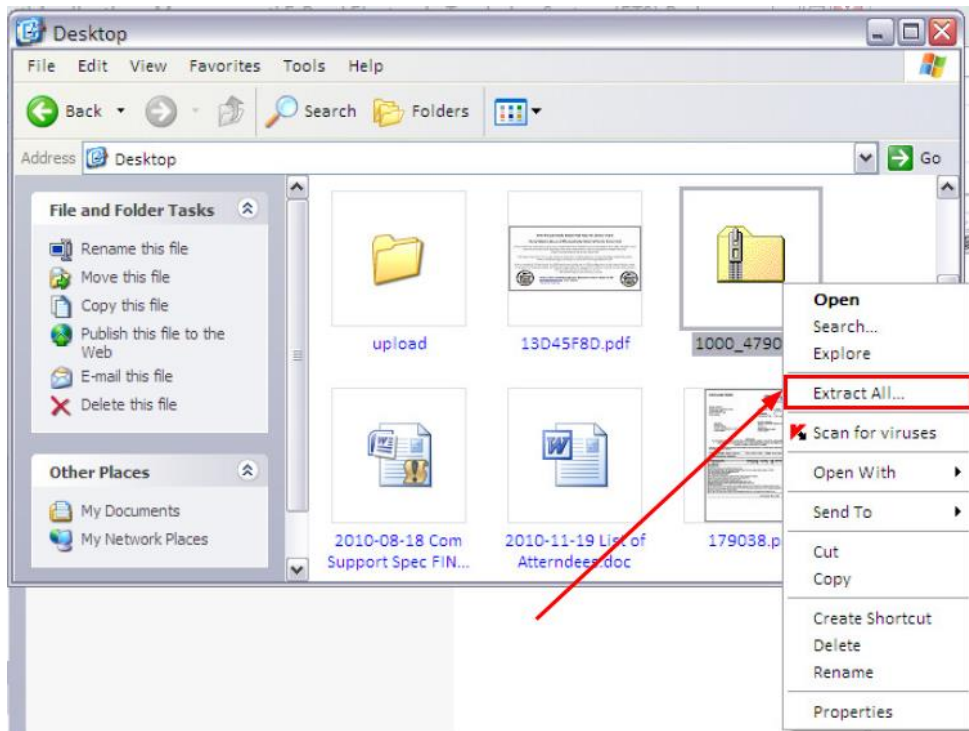 Desktop
File Edit View Favorites Tools Help
Back Search Folders
Address Desktop Go
File and Folder Tasks
Rename this file
Move this file
Copy this file
Publish this file to the
Web
E-mail this file
Delete this file
Other Places
My Documents
My Network Places
upload
13D45F8D.pdf
1000_4790
2010-08-18 Com
Support Spec FIN...
2010-11-19 List of
Atterndees.doc
179038.p
Open
Search...
Explore
Extract All...
Scan for viruses
Open With
Send To
Cut
Copy
Create Shortcut
Delete
Rename
Properties